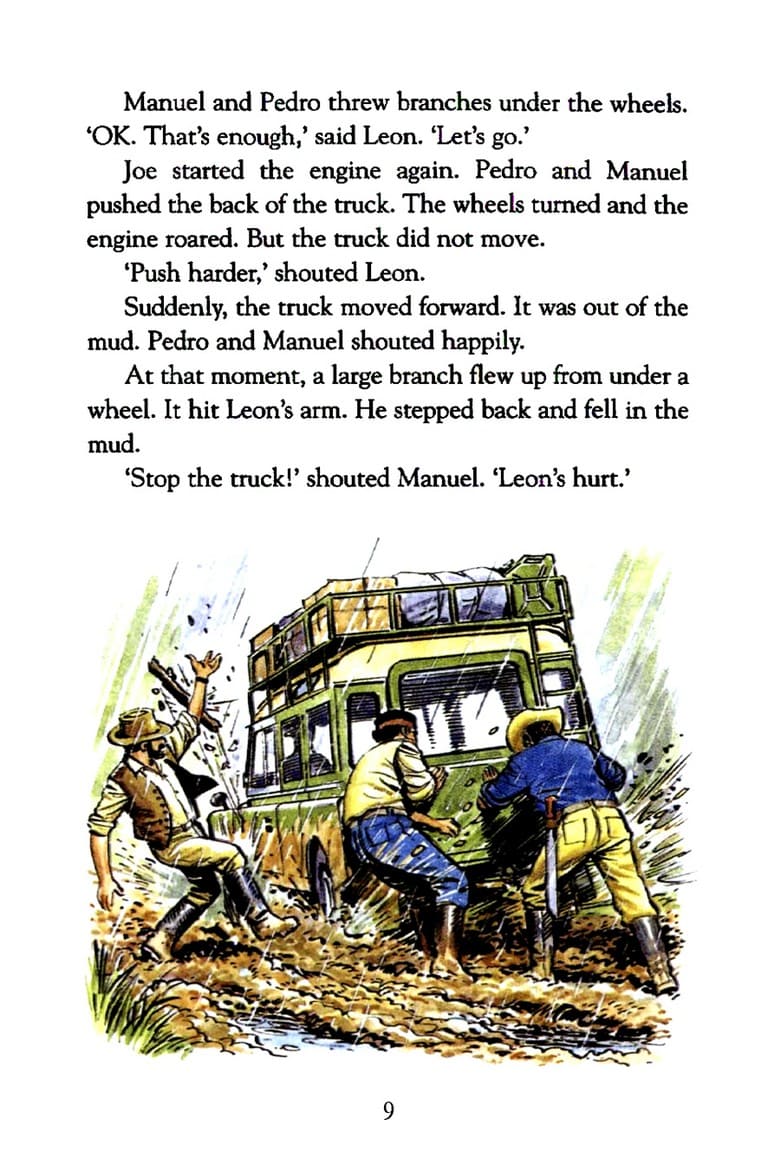 Manuel and Pedro threw branches under the wheels.
‘OK. That’s enough,’ said Leon. ‘Let’s go.’
Joe started the engine again. Pedro and Manuel
pushed the back of the truck. The wheels turned and the
engine roared. But the truck did not move.
‘Push harder,’ shouted Leon.
Suddenly, the truck moved forward. It was out of the
mud. Pedro and Manuel shouted happily.
At that moment, a large branch flew up from under a
wheel. It hit Leon’s arm. He stepped back and fell in the
mud.
‘Stop the truck!’ shouted Manuel. ‘Leon’s hurt.’
9